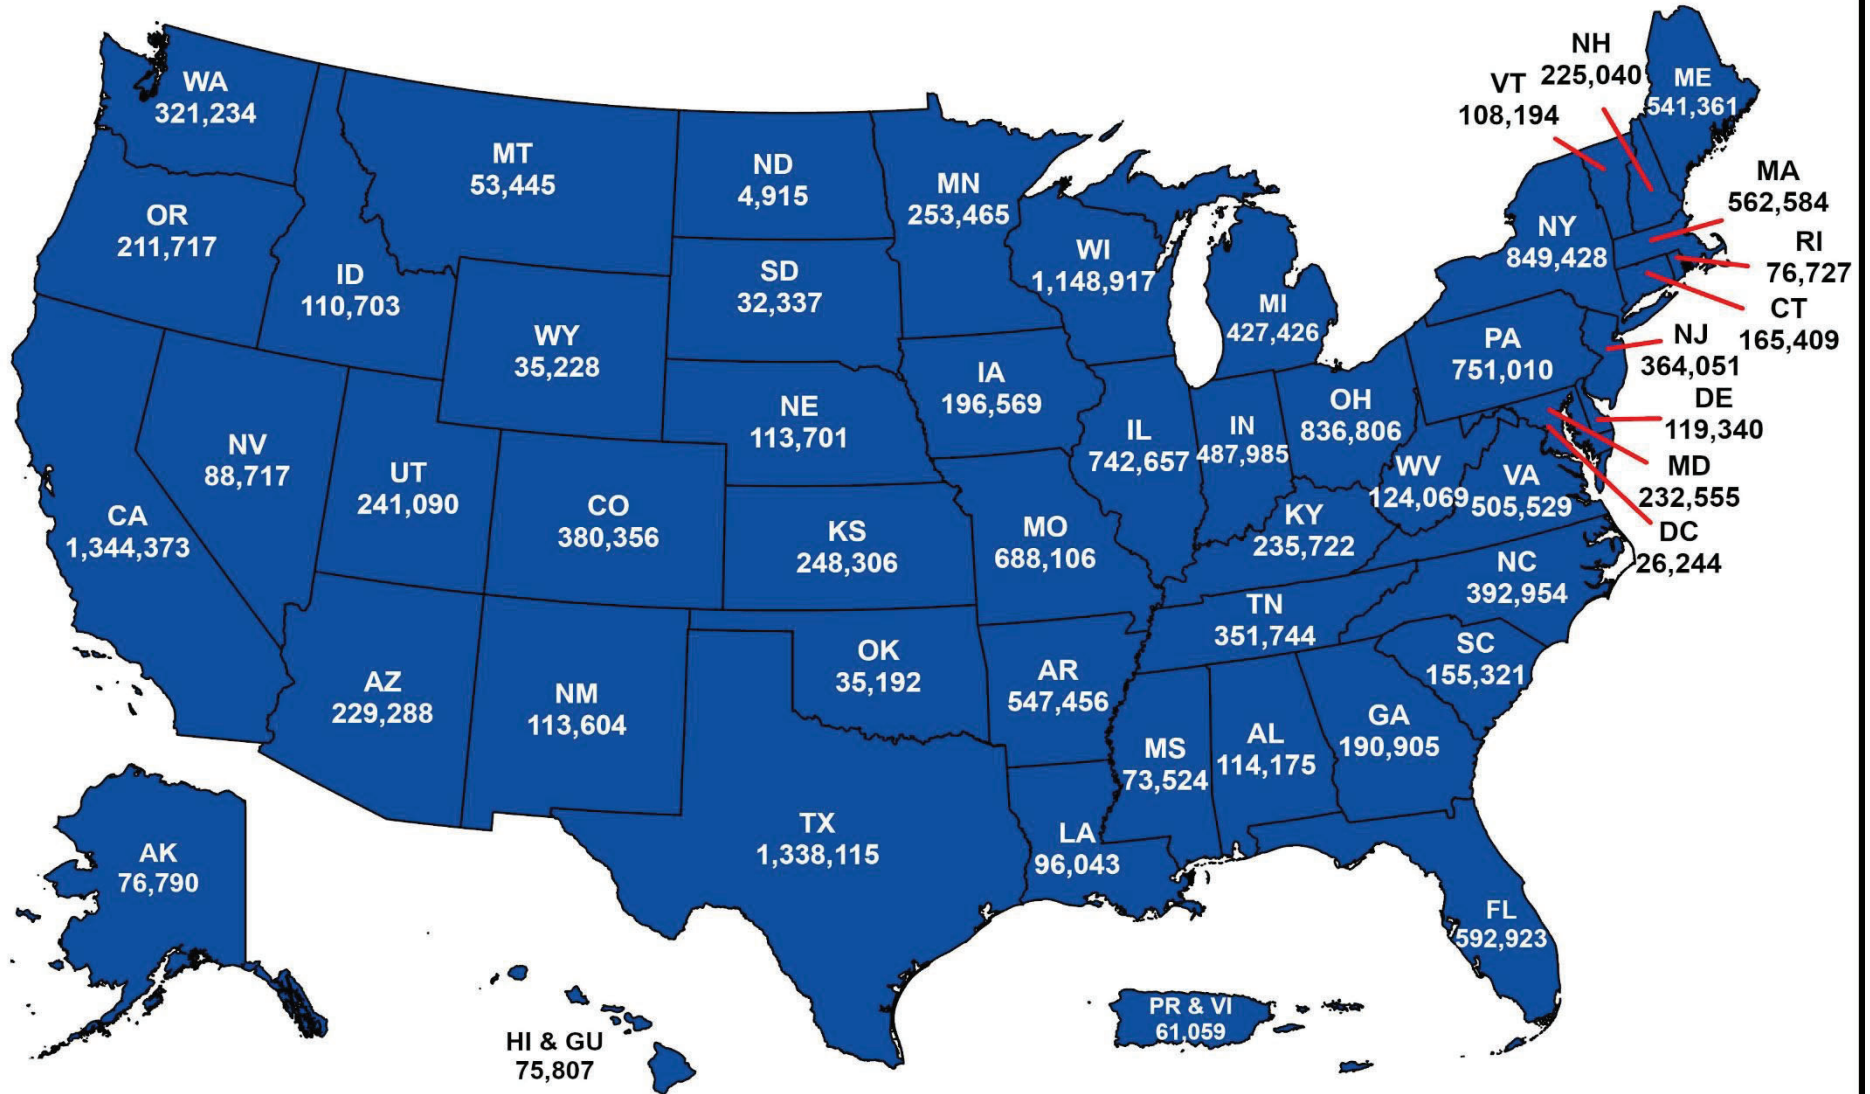 WA
321,234
OR
211,717
CA
1,344,373
NV
88,717
ID
110,703
MT
53,445
WY
35,228
UT
241,090
AZ
229,288
CO
380,356
NM
113,604
ND
4,915
SD
32,337
NE
113,701
KS
248,306
OK
35,192
TX
1,338,115
MN
253,465
IA
196,569
MO
688,106
AR
547,456
LA
96,043
WI
1,148,917
IL
742,657
MI
427,426
IN
487,985
OH
836,806
KY
235,722
TN
351,744
MS
73,524
AL
114,175
GA
190,905
FL
592,923
SC
155,321
NC
392,954
VA
505,529
WV
124,069
PA
751,010
NY
849,428
VT
108,194
NH
225,040
ME
541,361
MA
562,584
RI
76,727
CT
165,409
NJ
364,051
DE
119,340
MD
232,555
DC
26,244
AK
76,790
HI & GU
75,807
PR & VI
61,059